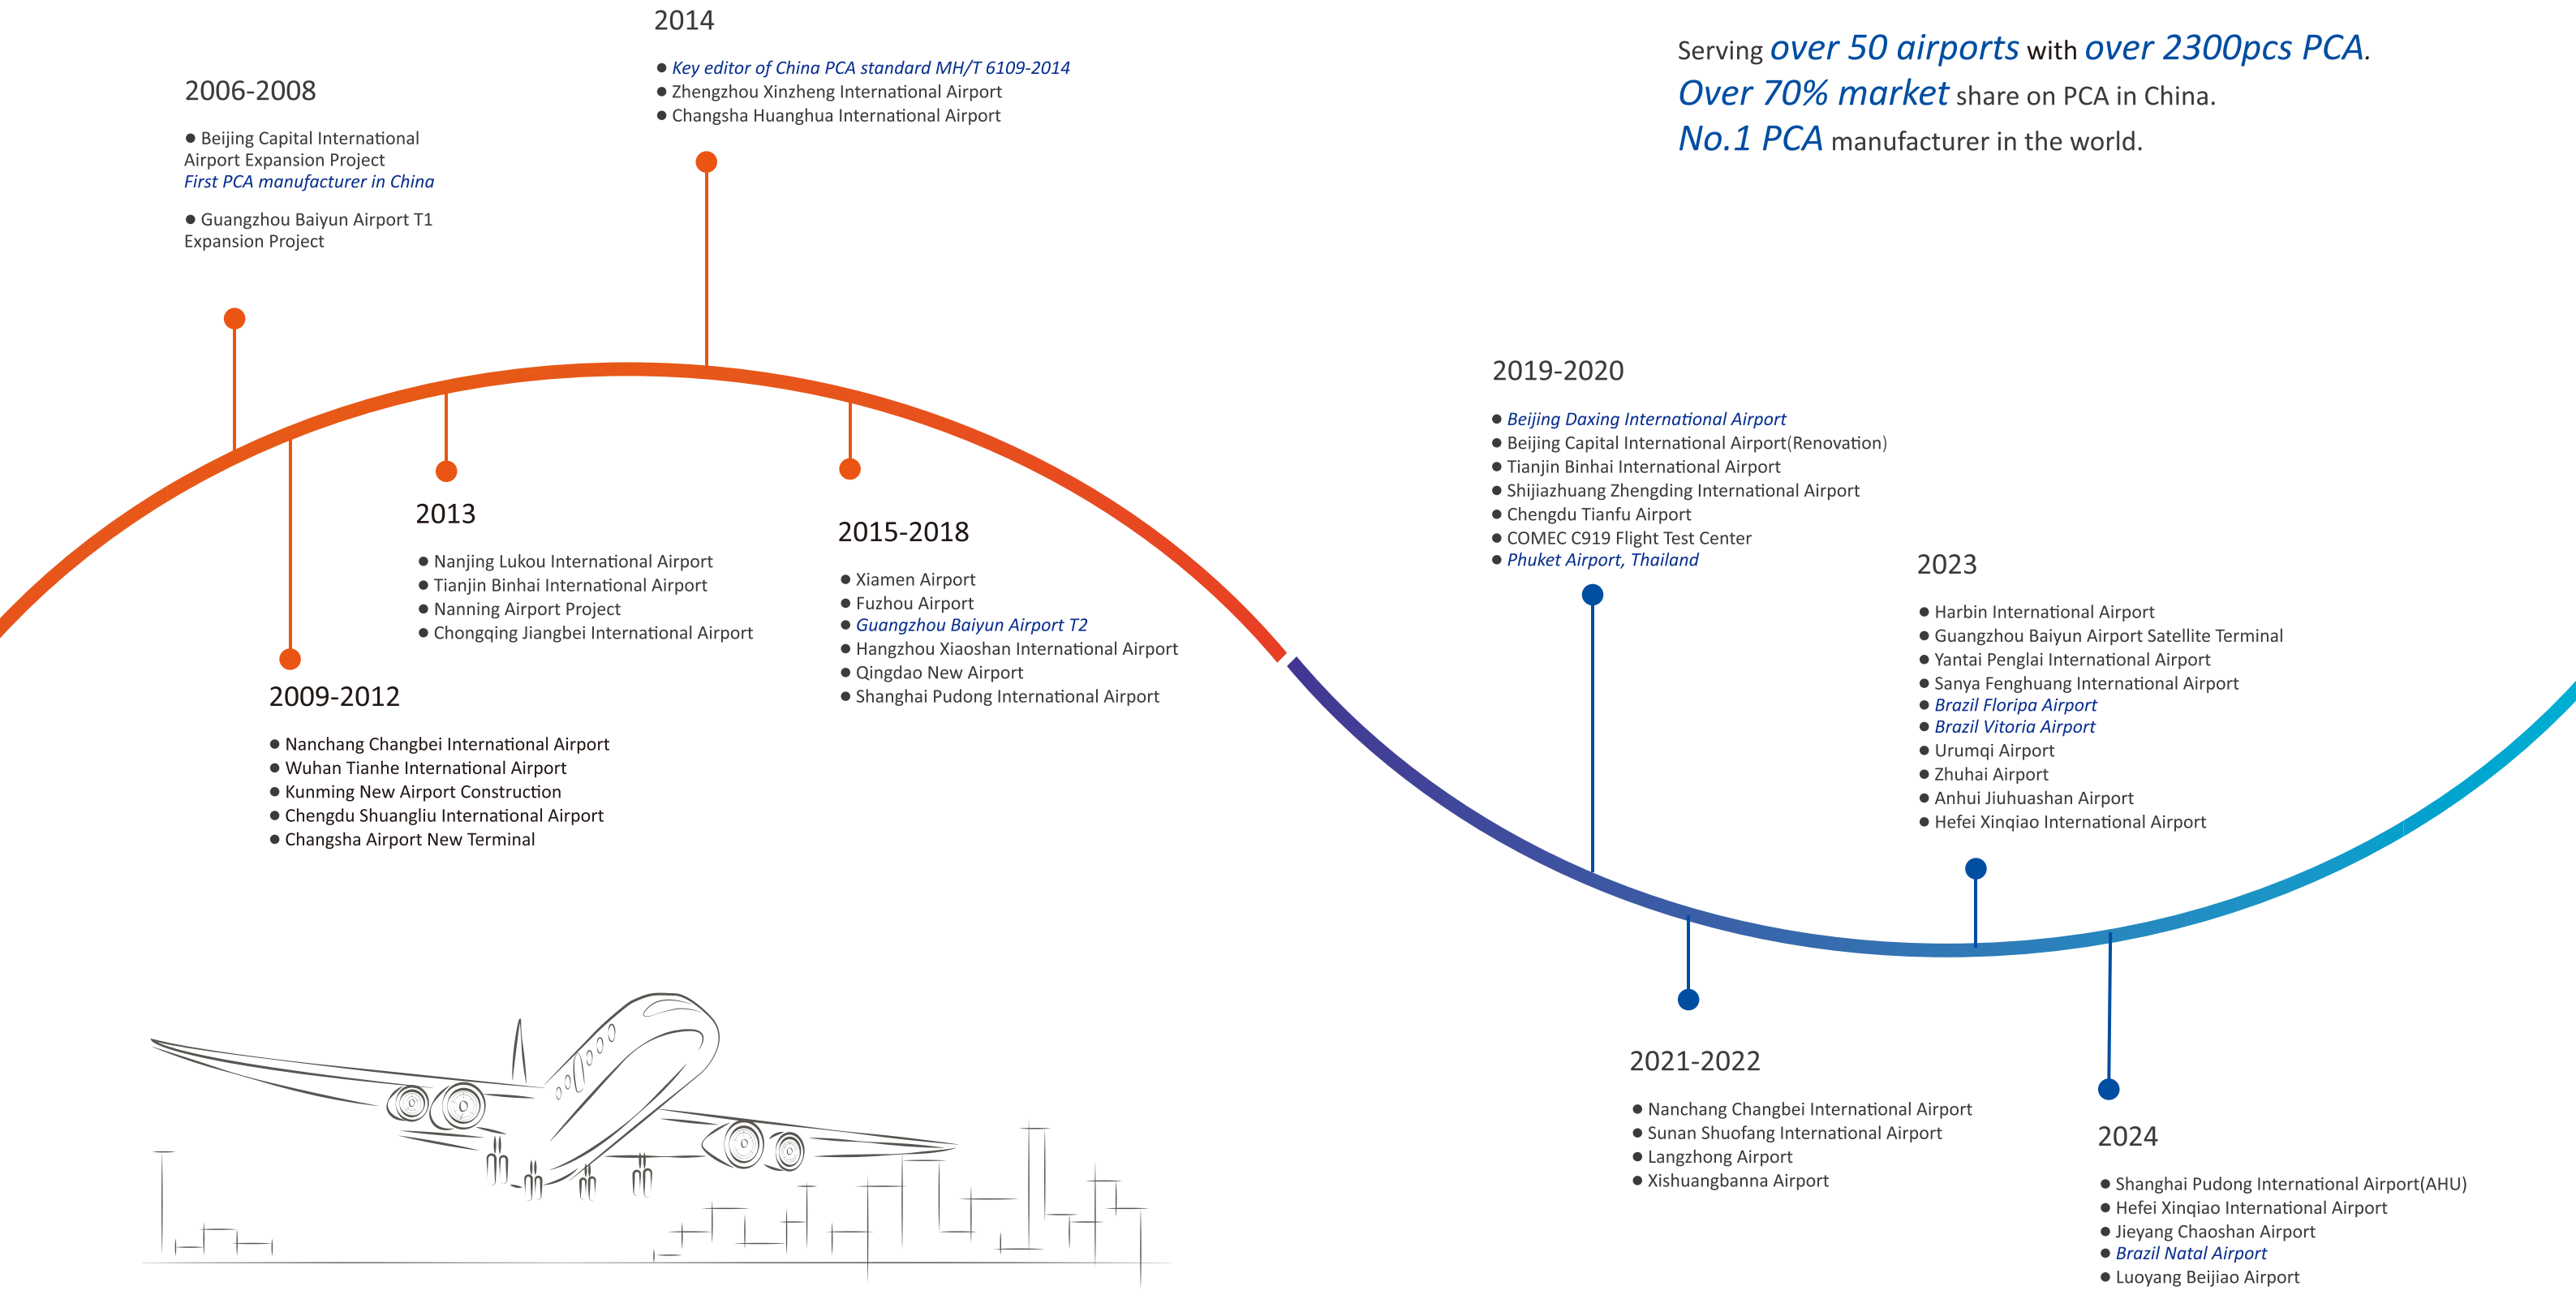 2014
● Key editor of China PCA standard MH/T 6109-2014
● Zhengzhou Xinzheng International Airport
● Changsha Huanghua International Airport
Serving over 50 airports with over 2300pcs PCA.
Over 70% market share on PCA in China.
No.1 PCA manufacturer in the world.
2006-2008
● Beijing Capital International
Airport Expansion Project
First PCA manufacturer in China
● Guangzhou Baiyun Airport T1
Expansion Project
2013
● Nanjing Lukou International Airport
● Tianjin Binhai International Airport
● Nanning Airport Project
● Chongqing Jiangbei International Airport
2015-2018
● Xiamen Airport
● Fuzhou Airport
● Guangzhou Baiyun Airport T2
● Hangzhou Xiaoshan International Airport
● Qingdao New Airport
● Shanghai Pudong International Airport
2009-2012
● Nanchang Changbei International Airport
● Wuhan Tianhe International Airport
● Kunming New Airport Construction
● Chengdu Shuangliu International Airport
● Changsha Airport New Terminal
2019-2020
● Beijing Daxing International Airport
● Beijing Capital International Airport(Renovation)
● Tianjin Binhai International Airport
● Shijiazhuang Zhengding International Airport
● Chengdu Tianfu Airport
● COMEC C919 Flight Test Center
● Phuket Airport, Thailand
2023
● Harbin International Airport
● Guangzhou Baiyun Airport Satellite Terminal
● Yantai Penglai International Airport
● Sanya Fenghuang International Airport
● Brazil Floripa Airport
● Brazil Vitoria Airport
● Urumqi Airport
● Zhuhai Airport
● Anhui Jiuhuashan Airport
● Hefei Xinqiao International Airport
2021-2022
● Nanchang Changbei International Airport
● Sunan Shuofang International Airport
● Langzhong Airport
● Xishuangbanna Airport
2024
● Shanghai Pudong International Airport(AHU)
● Hefei Xinqiao International Airport
● Jieyang Chaoshan Airport
● Brazil Natal Airport
● Luoyang Beijiao Airport